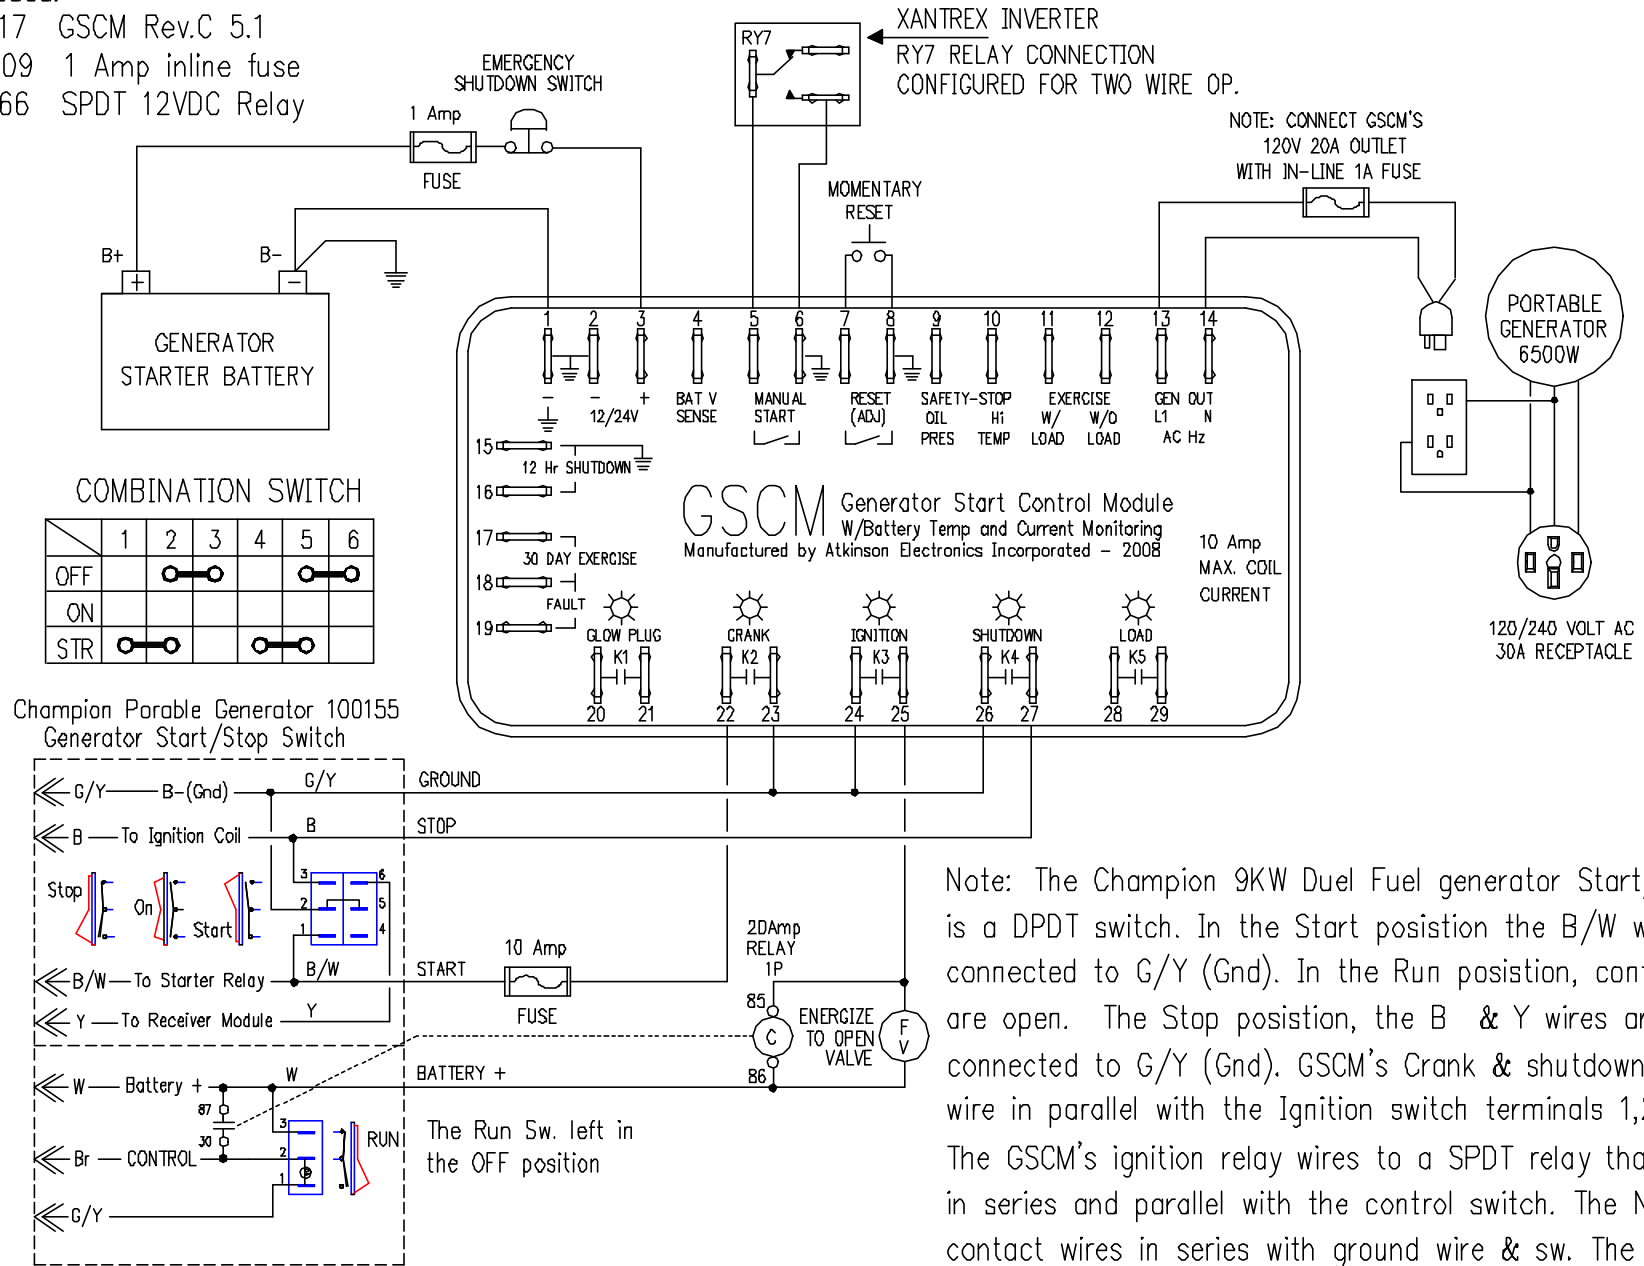 17 GSCM Rev.C 5.1
09 1 Amp inline fuse
66 SPDT 12VDC Relay
EMERGENCY
SHUTDOWN SWITCH
1 Amp
FUSE
RY7
XANTREX INVERTER
RY7 RELAY CONNECTION
CONFIGURED FOR TWO WIRE OP.
NOTE: CONNECT GSCM'S
120V 20A OUTLET
WITH IN-LINE 1A FUSE
MOMENTARY
RESET
B+
B-
+
-
GENERATOR
STARTER BATTERY
PORTABLE
GENERATOR
6500W
1 2 3 4 5 6 7 8 9 10 11 12 13 14
- - +
12/24V
BAT V
SENSE
MANUAL
START
RESET
(ADJ)
SAFETY-STOP
OIL Hi
PRES TEMP
EXERCISE
W/ W/O
LOAD LOAD
GEN OUT
L1 N
AC Hz
15
12 Hr SHUTDOWN
16
17
30 DAY EXERCISE
18
FAULT
19
GSCM
Generator Start Control Module
W/Battery Temp and Current Monitoring
Manufactured by Atkinson Electronics Incorporated - 2008
10 Amp
MAX. COIL
CURRENT
GLOW PLUG
K1
CRANK
K2
IGNITION
K3
SHUTDOWN
K4
LOAD
K5
20 21 22 23 24 25 26 27 28 29
120/240 VOLT AC
30A RECEPTACLE
COMBINATION SWITCH
1 2 3 4 5 6
OFF
ON
STR
Champion Porable Generator 100155
Generator Start/Stop Switch
G/Y B-(Gnd) G/Y GROUND
B To Ignition Coil B STOP
Stop
On
Start
3 6
2 5
1 4
B/W To Starter Relay B/W START
10 Amp
FUSE
Y To Receiver Module Y
20Amp
RELAY
1P
85
C
86
ENERGIZE
TO OPEN
VALVE
F
V
W Battery + W BATTERY +
87
30
3
2
1
RUN
Br CONTROL
G/Y
The Run Sw. left in
the OFF position
Note: The Champion 9KW Duel Fuel generator Start
is a DPDT switch. In the Start posistion the B/W w
connected to G/Y (Gnd). In the Run posistion, con
are open. The Stop posistion, the B & Y wires ar
connected to G/Y (Gnd). GSCM's Crank & shutdown
wire in parallel with the Ignition switch terminals 1,
The GSCM's ignition relay wires to a SPDT relay tha
in series and parallel with the control switch. The N
contact wires in series with ground wire & sw. The